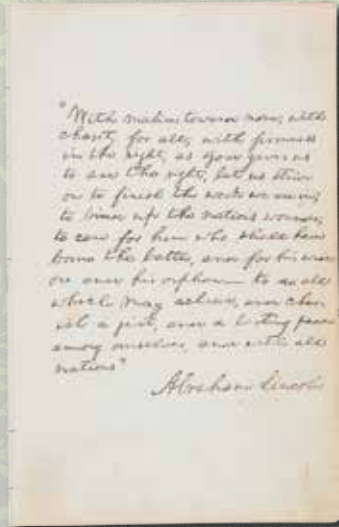 "With malice toward none, with
charity for all, with firmness
in the right, as God gives us
to see the right, let us strive
on to finish the work we are in;
to bind up the nations wounds;
to care for him who shall have
borne the battle, and for his widow
and his orphan — to do all
which may achieve, and cher
ish a just, and a lasting peace
among ourselves, and with all
nations"
Abraham Lincoln